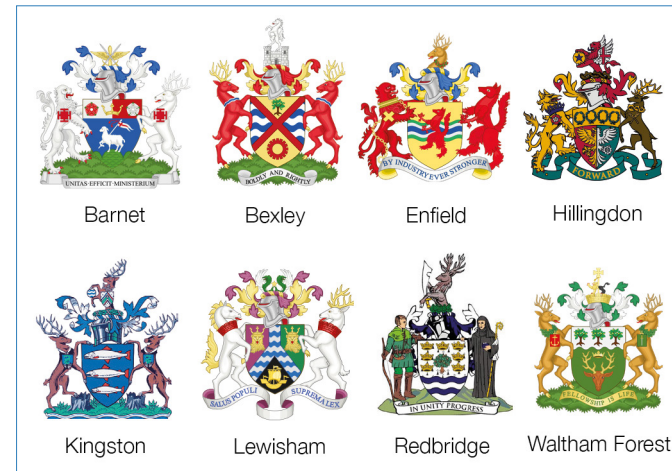 UNITAS·EFFICIT·MINISTERIUM
BOLDLY AND RIGHTLY
BY INDUSTRY EVER STRONGER
FORWARD
Barnet
Bexley
Enfield
Hillingdon
SALUS POPULI SUPREMA LEX
IN UNITY PROGRESS
FELLOWSHIP IS LIFE
Kingston
Lewisham
Redbridge
Waltham Forest